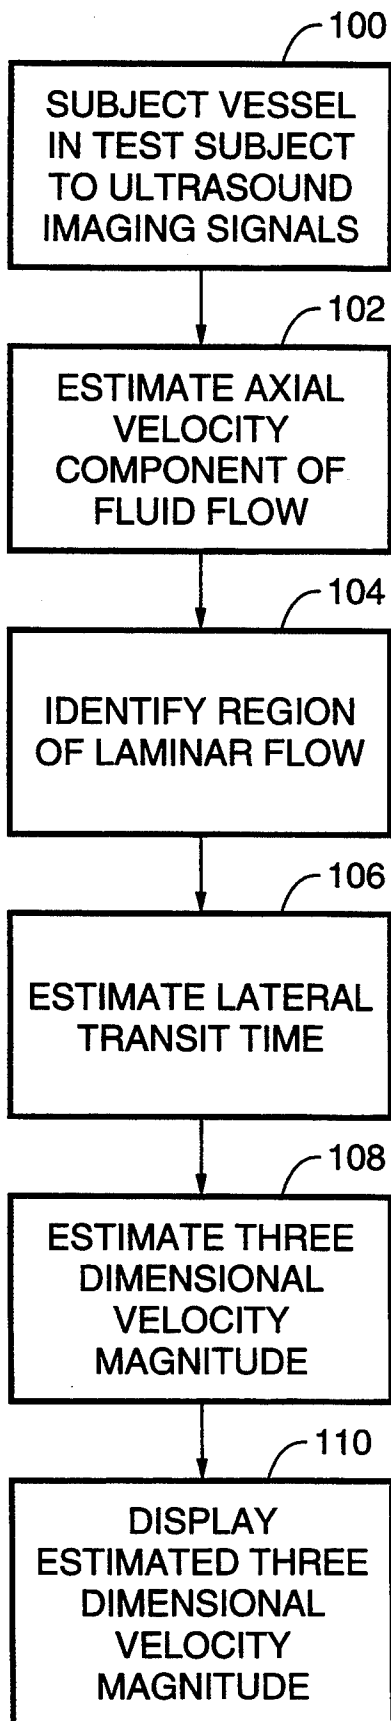 100
SUBJECT VESSEL
IN TEST SUBJECT
TO ULTRASOUND
IMAGING SIGNALS
102
ESTIMATE AXIAL
VELOCITY
COMPONENT OF
FLUID FLOW
104
IDENTIFY REGION
OF LAMINAR FLOW
106
ESTIMATE LATERAL
TRANSIT TIME
108
ESTIMATE THREE
DIMENSIONAL
VELOCITY
MAGNITUDE
110
DISPLAY
ESTIMATED THREE
DIMENSIONAL
VELOCITY
MAGNITUDE